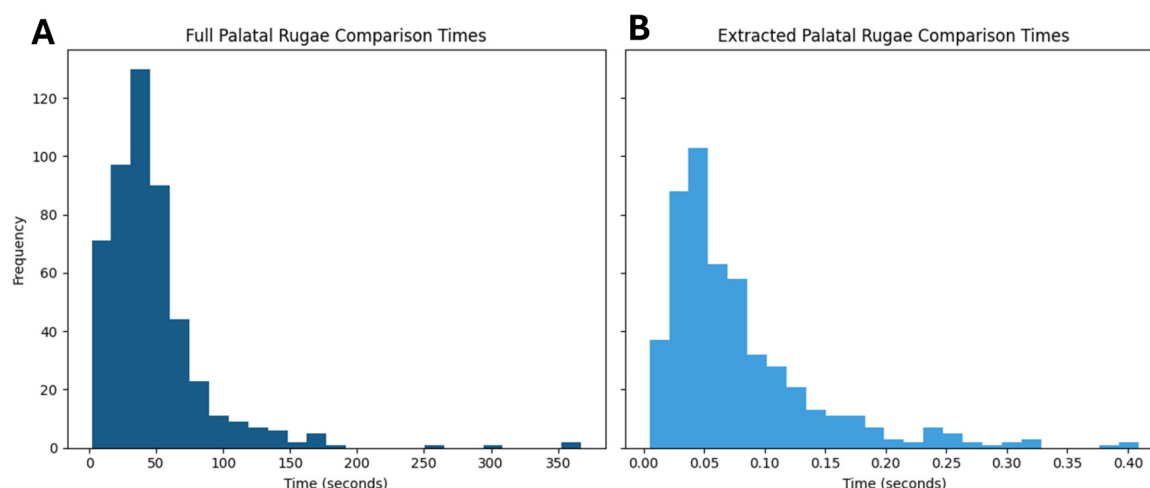 A
Full Palatal Rugae Comparison Times
Frequency
120
100
80
60
40
20
0
0 50 100 150 200 250 300 350
Time (seconds)
B
Extracted Palatal Rugae Comparison Times
0.00 0.05 0.10 0.15 0.20 0.25 0.30 0.35 0.40
Time (seconds)